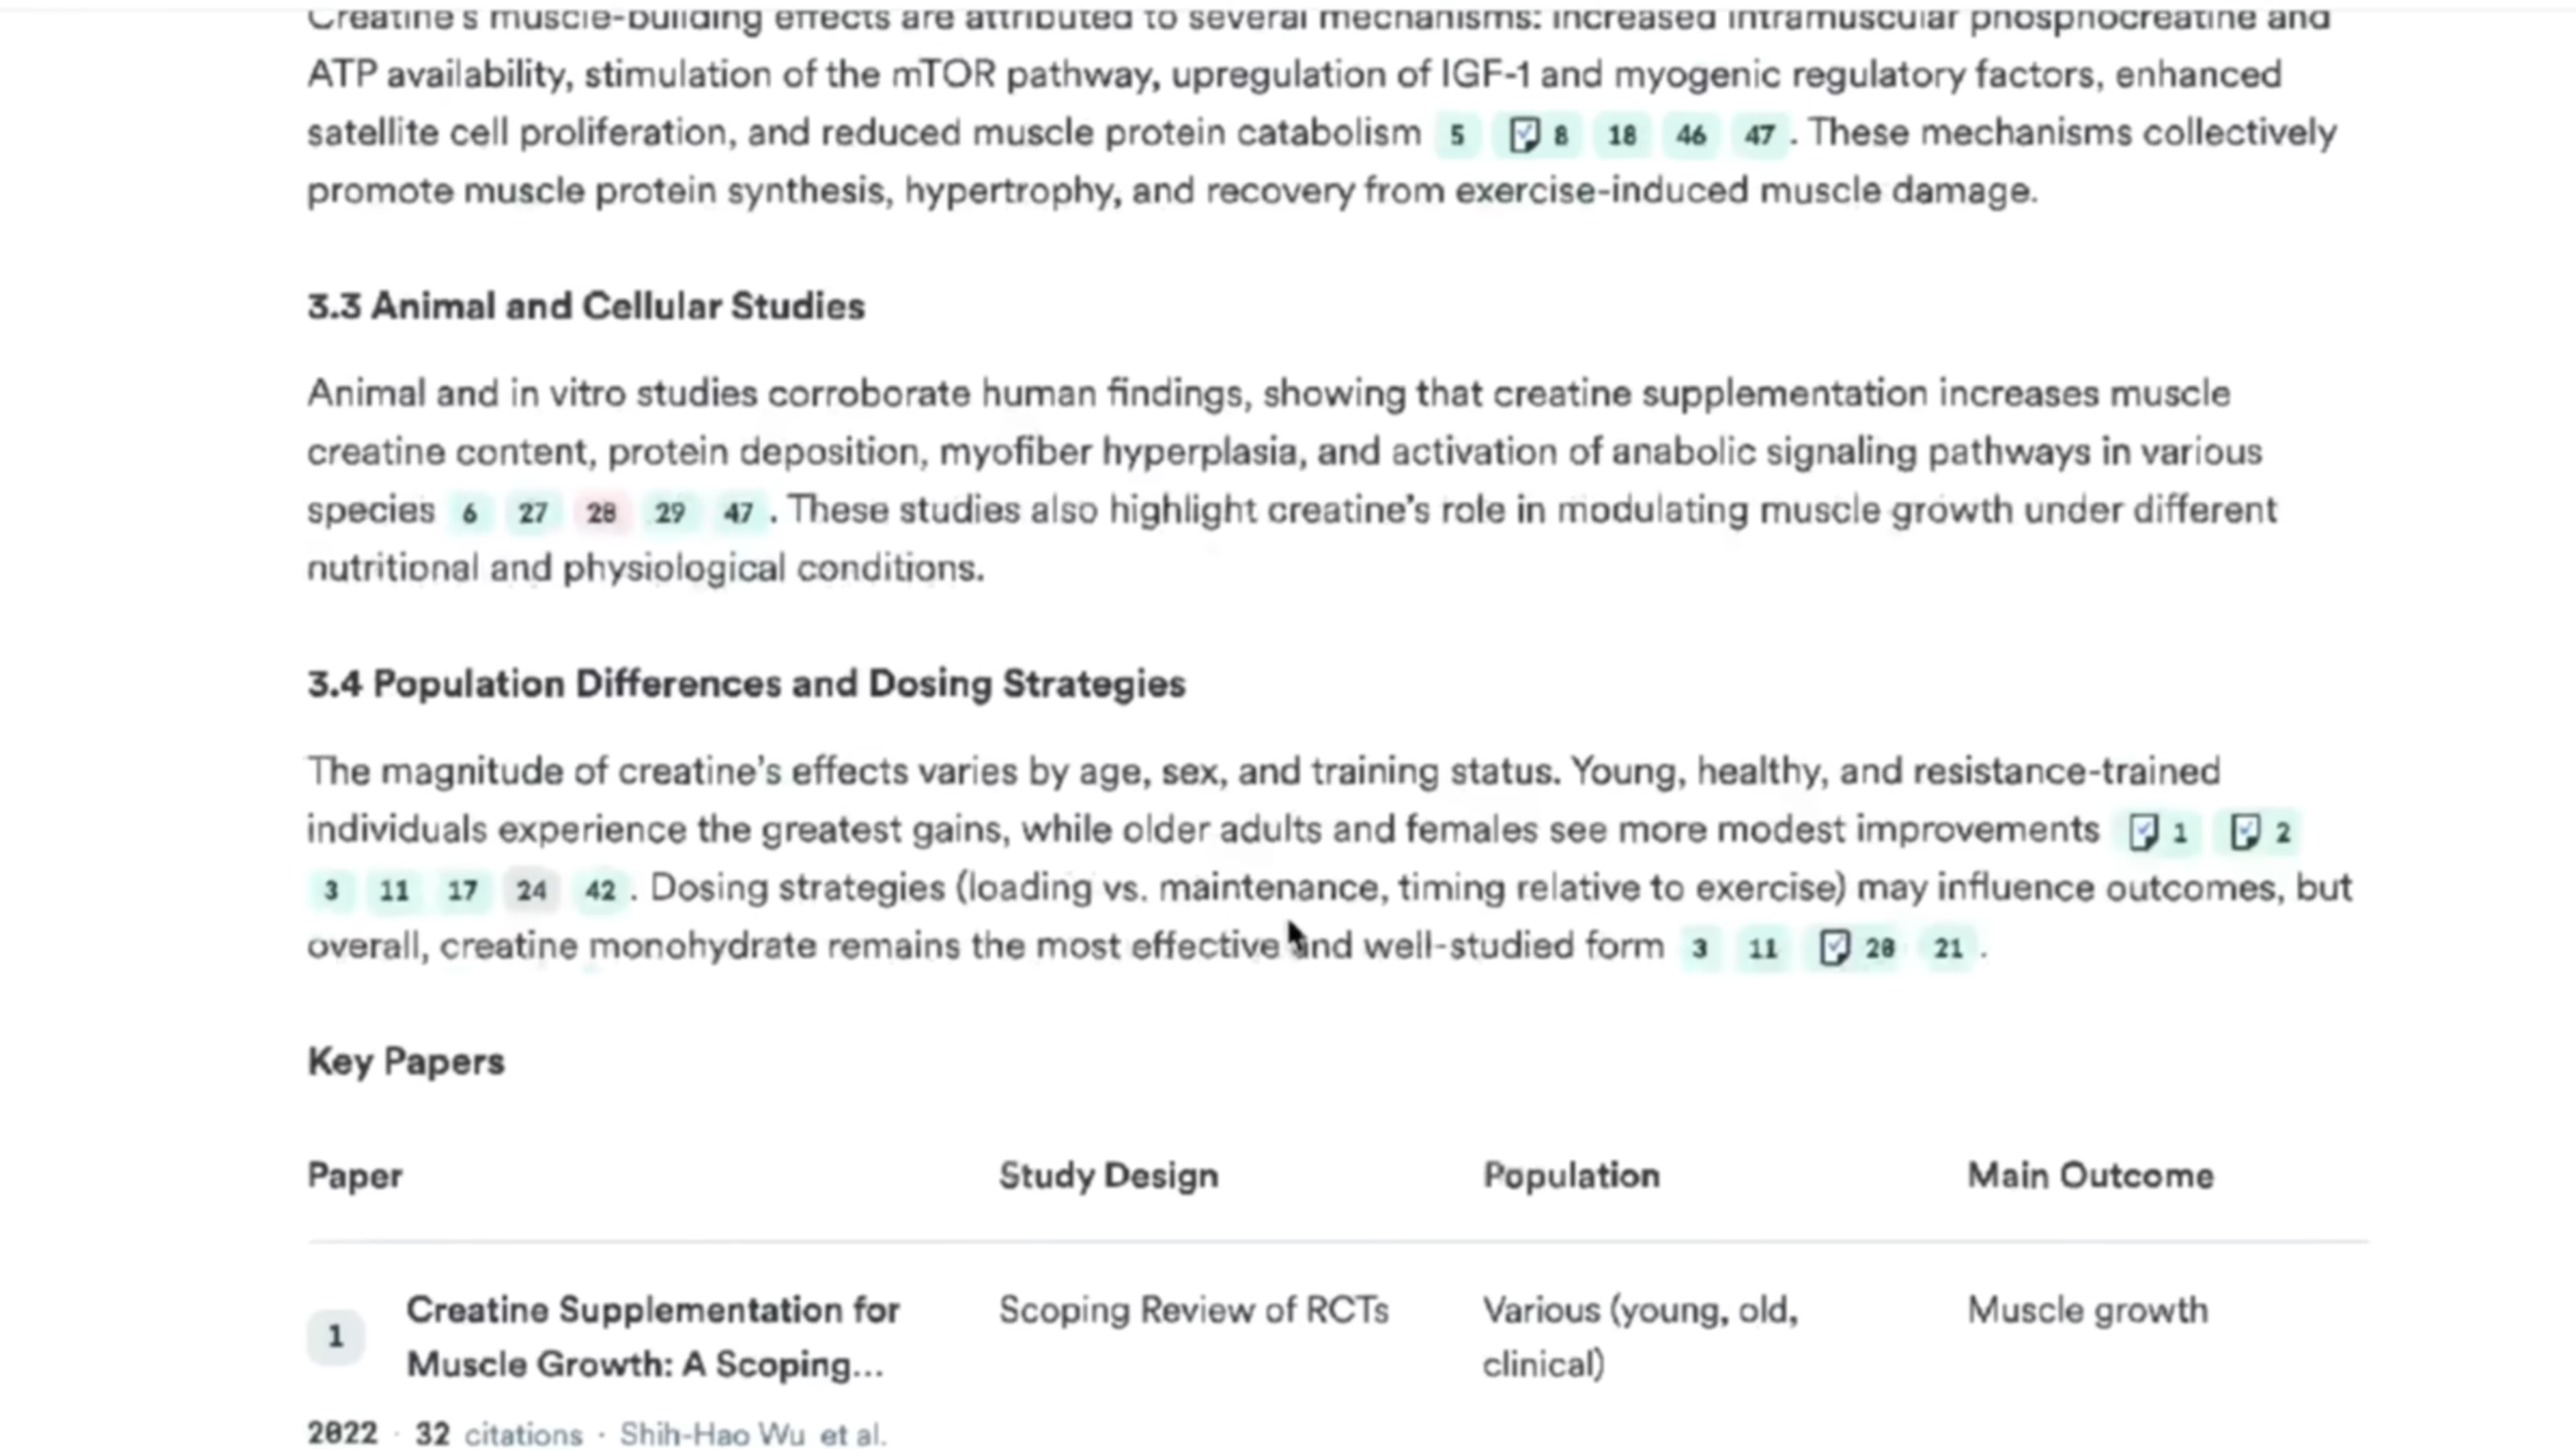 Creatine's muscle-building effects are attributed to several mechanisms: increased intramuscular phosphocreatine and
ATP availability, stimulation of the mTOR pathway, upregulation of IGF-1 and myogenic regulatory factors, enhanced
satellite cell proliferation, and reduced muscle protein catabolism 5 8 18 46 47. These mechanisms collectively
promote muscle protein synthesis, hypertrophy, and recovery from exercise-induced muscle damage.
3.3 Animal and Cellular Studies
Animal and in vitro studies corroborate human findings, showing that creatine supplementation increases muscle
creatine content, protein deposition, myofiber hyperplasia, and activation of anabolic signaling pathways in various
species 6 27 28 29 47. These studies also highlight creatine's role in modulating muscle growth under different
nutritional and physiological conditions.
3.4 Population Differences and Dosing Strategies
The magnitude of creatine's effects varies by age, sex, and training status. Young, healthy, and resistance-trained
individuals experience the greatest gains, while older adults and females see more modest improvements 1 2
3 11 17 24 42. Dosing strategies (loading vs. maintenance, timing relative to exercise) may influence outcomes, but
overall, creatine monohydrate remains the most effective and well-studied form 3 11 20 21.
Key Papers
Paper Study Design Population Main Outcome
1 Creatine Supplementation for Scoping Review of RCTs Various (young, old, Muscle growth
Muscle Growth: A Scoping... clinical)
2022 · 32 citations · Shih-Hao Wu et al.